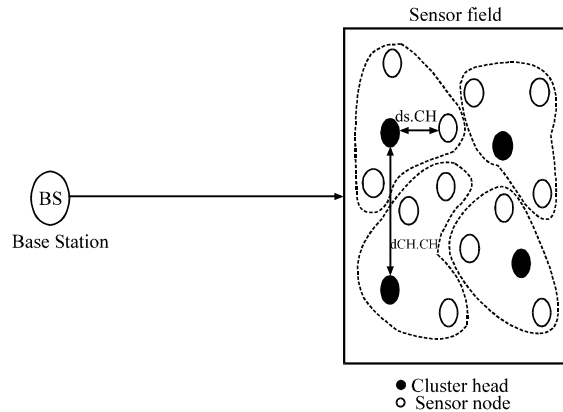 Sensor field
ds.CH
BS
Base Station
dCH.CH
Cluster head
Sensor node